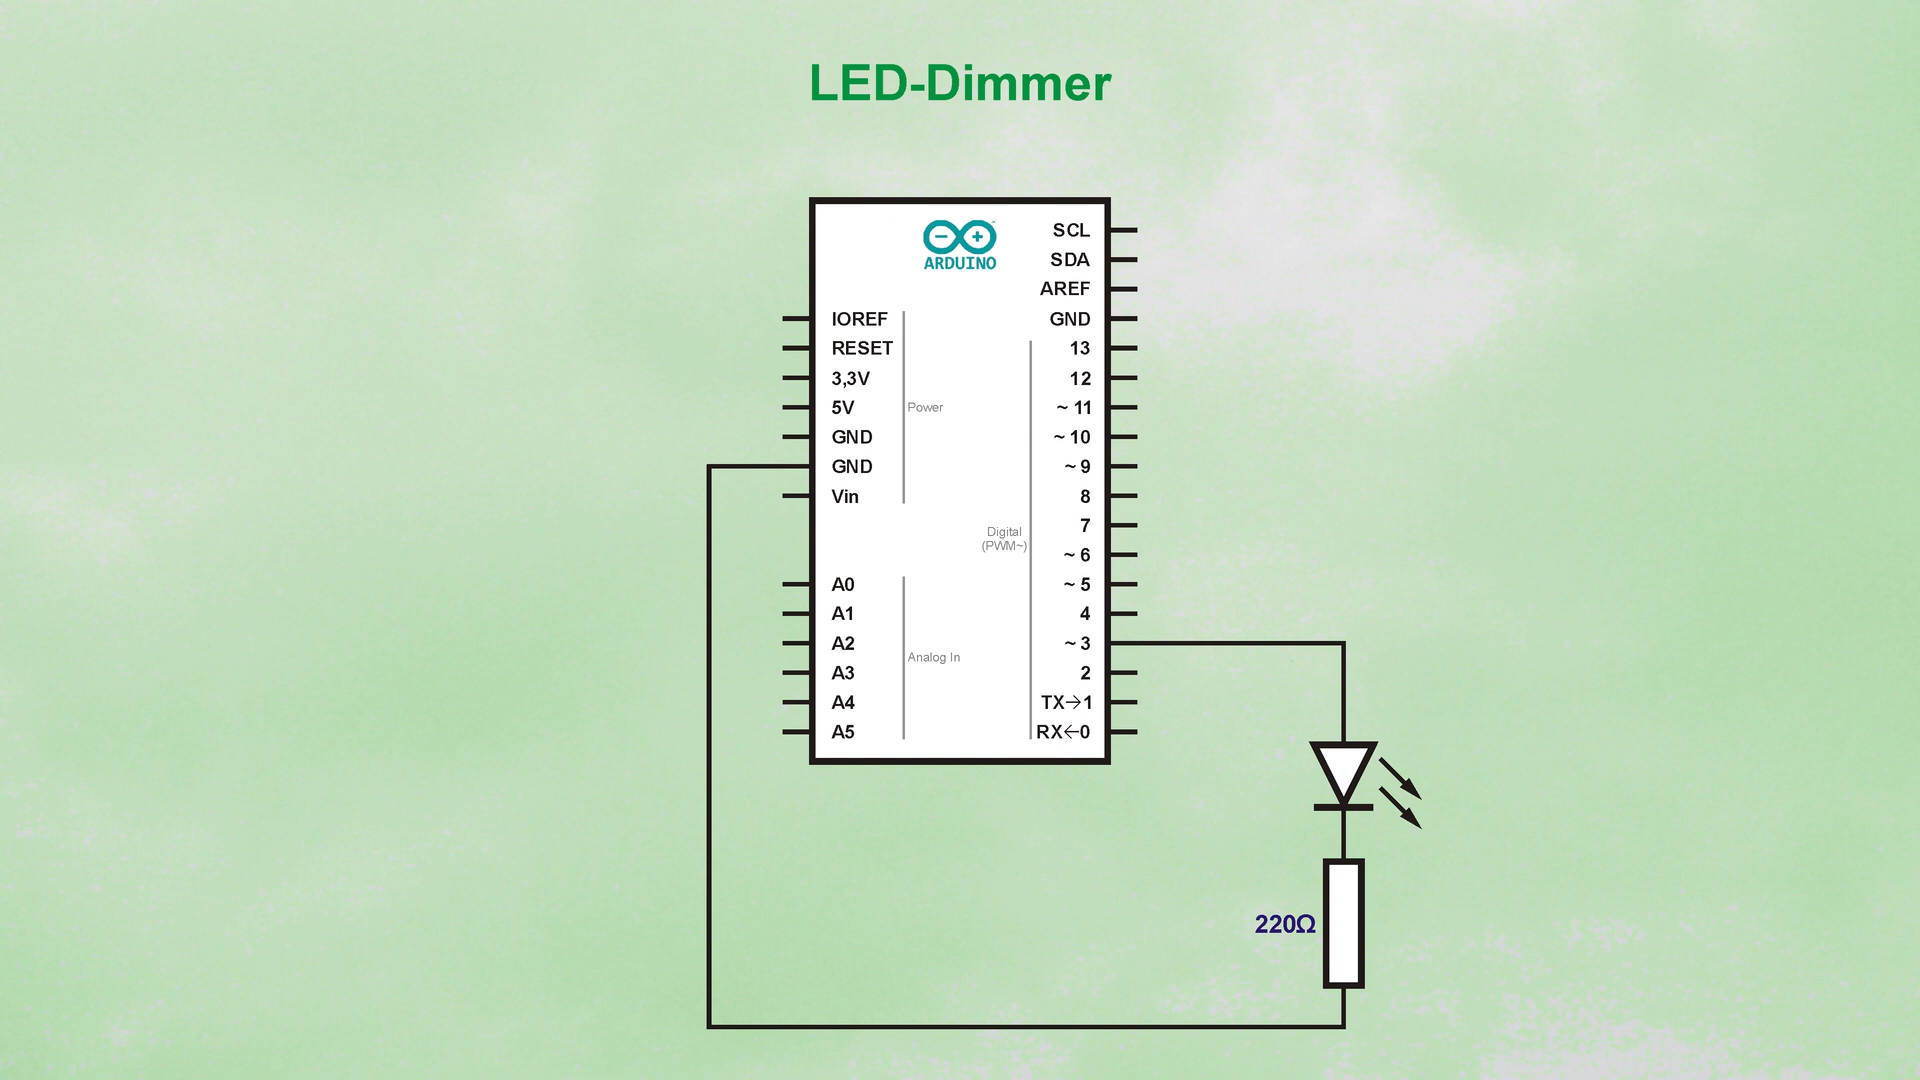 LED-Dimmer
ARDUINO
IOREF
RESET
3,3V
5V
GND
GND
Vin
Power
A0
A1
A2
A3
A4
A5
Analog In
SCL
SDA
AREF
GND
13
12
~ 11
~ 10
~ 9
8
7
~ 6
~ 5
4
~ 3
2
TX→1
RX←0
Digital
(PWM~)
220Ω